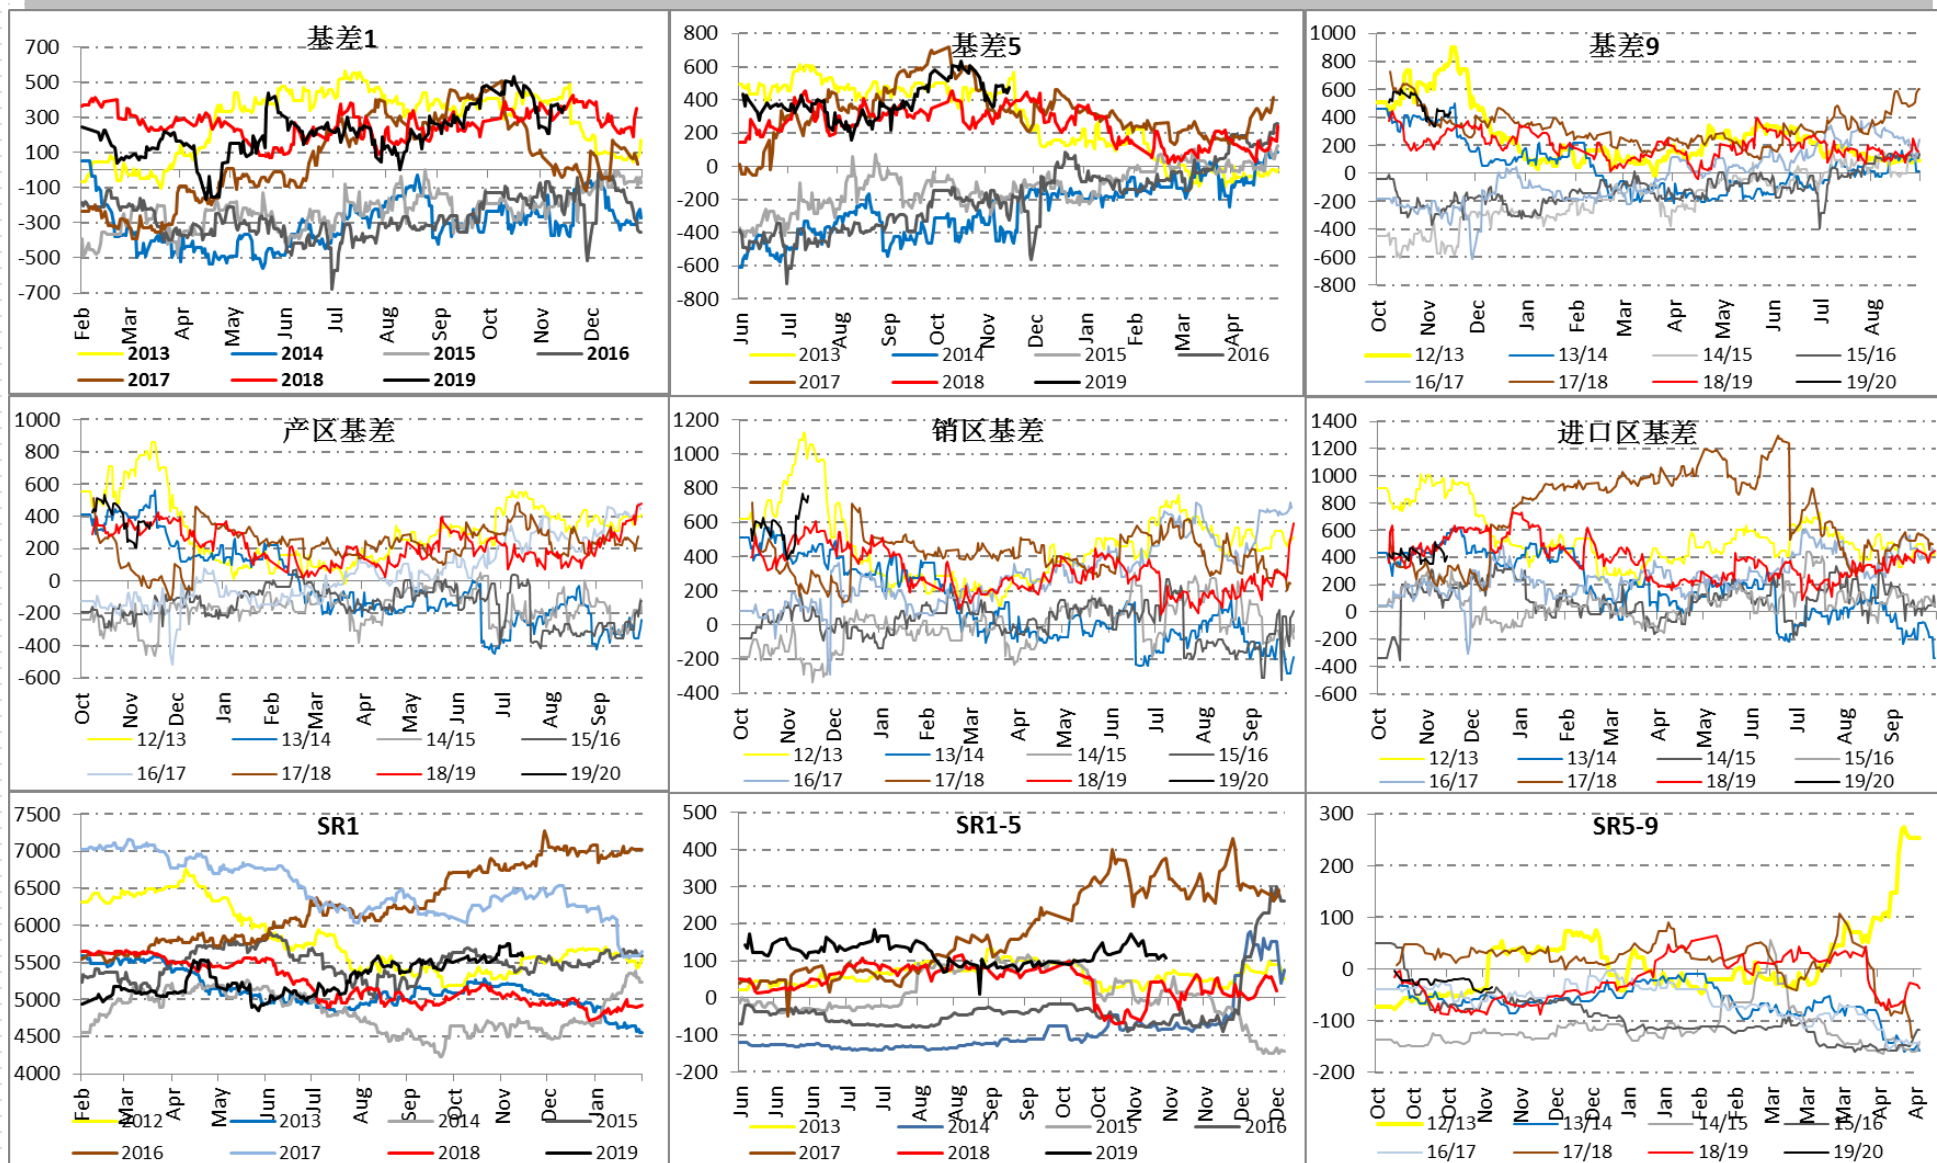 基差1
700
500
300
100
-100
-300
-500
-700
Feb Mar Apr May Jun Jul Aug Sep Oct Nov Dec
2013 2014 2015 2016
2017 2018 2019
基差5
800
600
400
200
0
-200
-400
-600
-800
Jun Jul Aug Sep Oct Nov Dec Jan Feb Mar Apr
2013 2014 2015 2016
2017 2018 2019
基差9
1000
800
600
400
200
0
-200
-400
-600
-800
Oct Nov Dec Jan Feb Mar Apr May Jun Jul Aug
12/13 13/14 14/15 15/16
16/17 17/18 18/19 19/20
产区基差
1000
800
600
400
200
0
-200
-400
-600
Oct Nov Dec Jan Feb Mar Apr May Jun Jul Aug Sep
12/13 13/14 14/15 15/16
16/17 17/18 18/19 19/20
销区基差
1200
1000
800
600
400
200
0
-200
-400
Oct Nov Dec Jan Feb Mar Apr May Jun Jul Aug Sep
12/13 13/14 14/15 15/16
16/17 17/18 18/19 19/20
进口区基差
1400
1200
1000
800
600
400
200
0
-200
-400
-600
Oct Nov Dec Jan Feb Mar Apr May Jun Jul Aug Sep
12/13 13/14 14/15 15/16
16/17 17/18 18/19 19/20
SR1
7500
7000
6500
6000
5500
5000
4500
4000
Feb Mar Apr May Jun Jul Aug Sep Oct Nov Dec Jan
2012 2013 2014 2015
2016 2017 2018 2019
SR1-5
500
400
300
200
100
0
-100
-200
Jun Jun Jun Jul Jul Aug Aug Sep Sep Oct Oct Nov Nov Nov Dec Dec
2013 2014 2015 2016
2017 2018 2019
SR5-9
300
200
100
0
-100
-200
Oct Oct Oct Nov Nov Dec Dec Jan Jan Feb Feb Mar Mar Mar Apr Apr
12/13 13/14 14/15 15/16
16/17 17/18 18/19 19/20